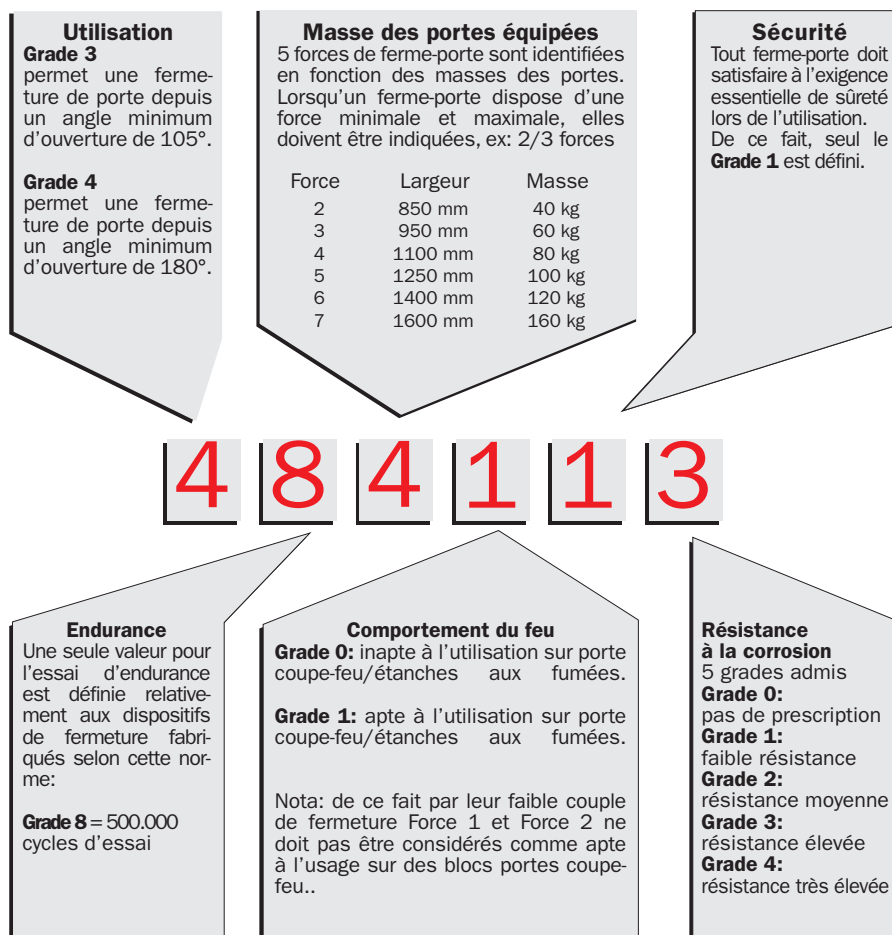 Utilisation
Grade 3
permet une ferme-
ture de porte depuis
un angle minimum
d'ouverture de 105°.
Grade 4
permet une ferme-
ture de porte depuis
un angle minimum
d'ouverture de 180°.
Masse des portes équipées
5 forces de ferme-porte sont identifiées
en fonction des masses des portes.
Lorsqu'un ferme-porte dispose d'une
force minimale et maximale, elles
doivent être indiquées, ex: 2/3 forces
Force Largeur Masse
2 850 mm 40 kg
3 950 mm 60 kg
4 1100 mm 80 kg
5 1250 mm 100 kg
6 1400 mm 120 kg
7 1600 mm 160 kg
Sécurité
Tout ferme-porte doit
satisfaire à l'exigence
essentielle de sûreté
lors de l'utilisation.
De ce fait, seul le
Grade 1 est défini.
4 8 4 1 1 3
Endurance
Une seule valeur pour
l'essai d'endurance
est définie relative-
ment aux dispositifs
de fermeture fabri-
qués selon cette nor-
me:
Grade 8 = 500.000
cycles d'essai
Comportement du feu
Grade 0: inapte à l'utilisation sur porte
coupe-feu/étanches aux fumées.
Grade 1: apte à l'utilisation sur porte
coupe-feu/étanches aux fumées.
Nota: de ce fait par leur faible couple
de fermeture Force 1 et Force 2 ne
doit pas être considérés comme apte
à l'usage sur des blocs portes coupe-
feu..
Résistance
à la corrosion
5 grades admis
Grade 0:
pas de prescription
Grade 1:
faible résistance
Grade 2:
résistance moyenne
Grade 3:
résistance élevée
Grade 4:
résistance très élevée